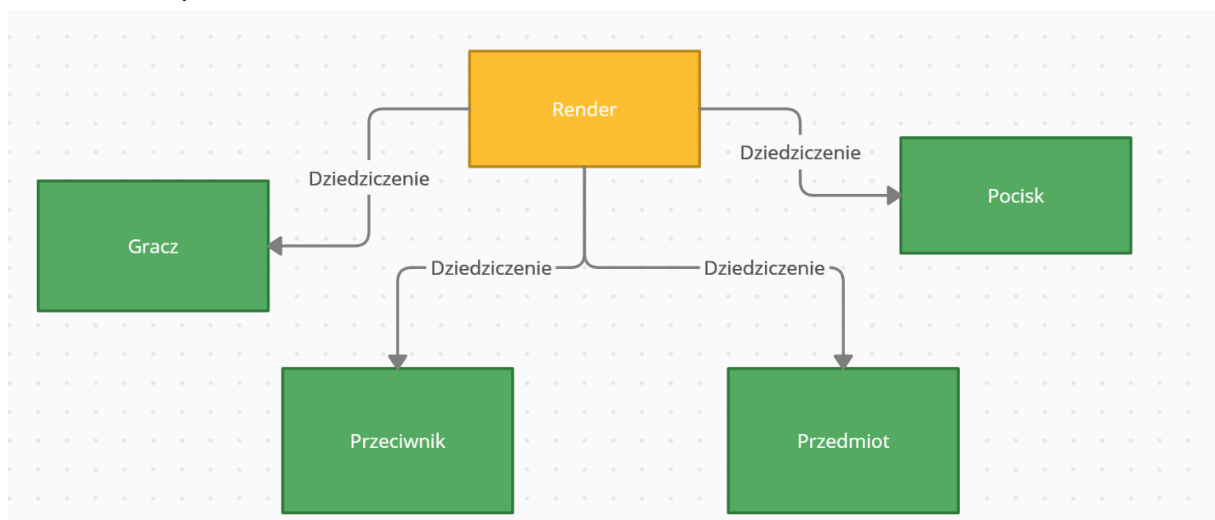 Render
Dziedziczenie
Dziedziczenie
Pocisk
Gracz
Dziedziczenie
Dziedziczenie
Przeciwnik
Przedmiot